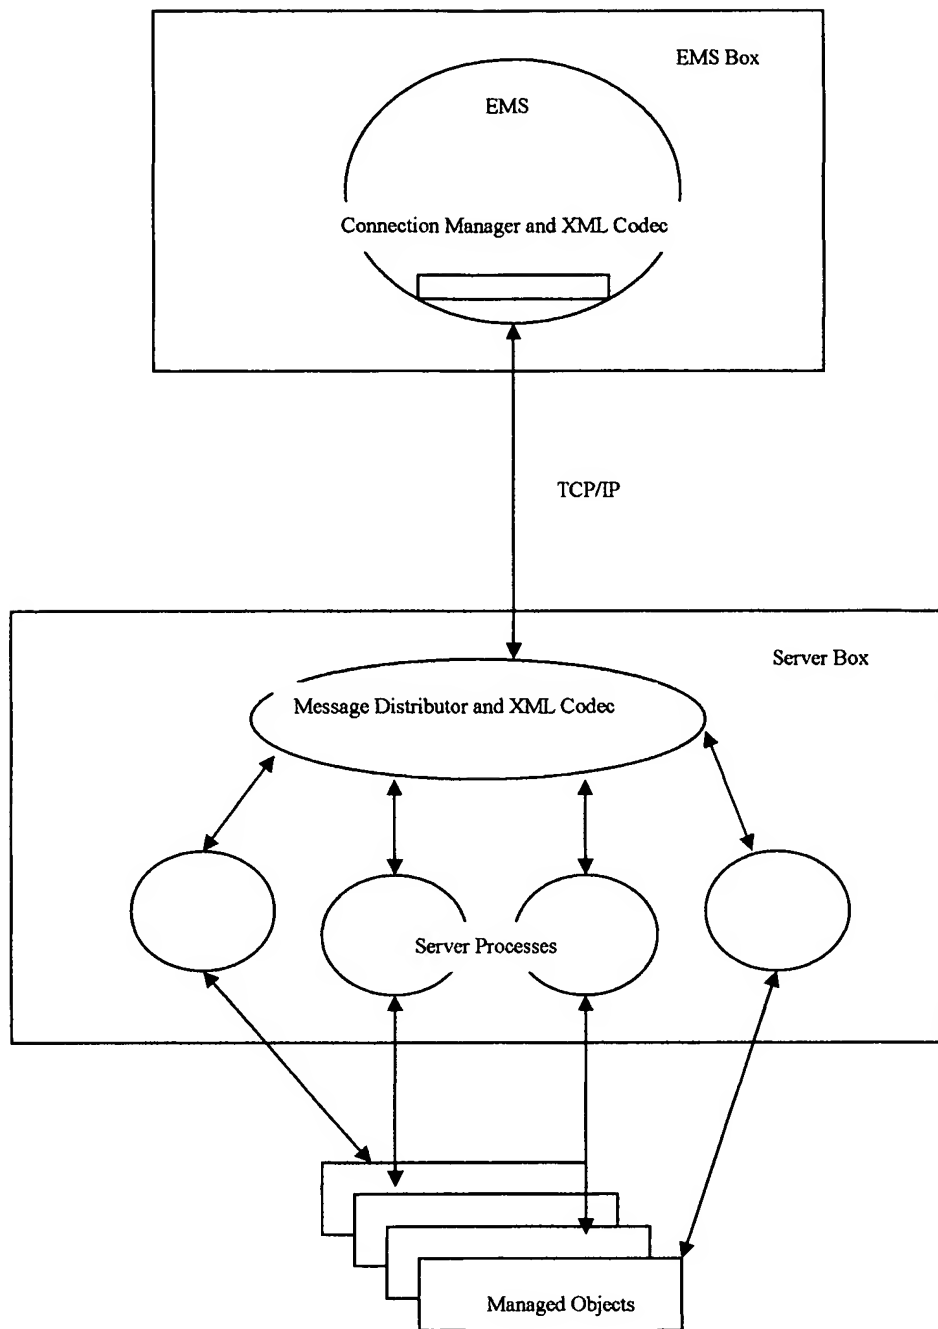 EMS Box
EMS
Connection Manager and XML Codec
TCP/IP
Server Box
Message Distributor and XML Codec
Server Processes
Managed Objects